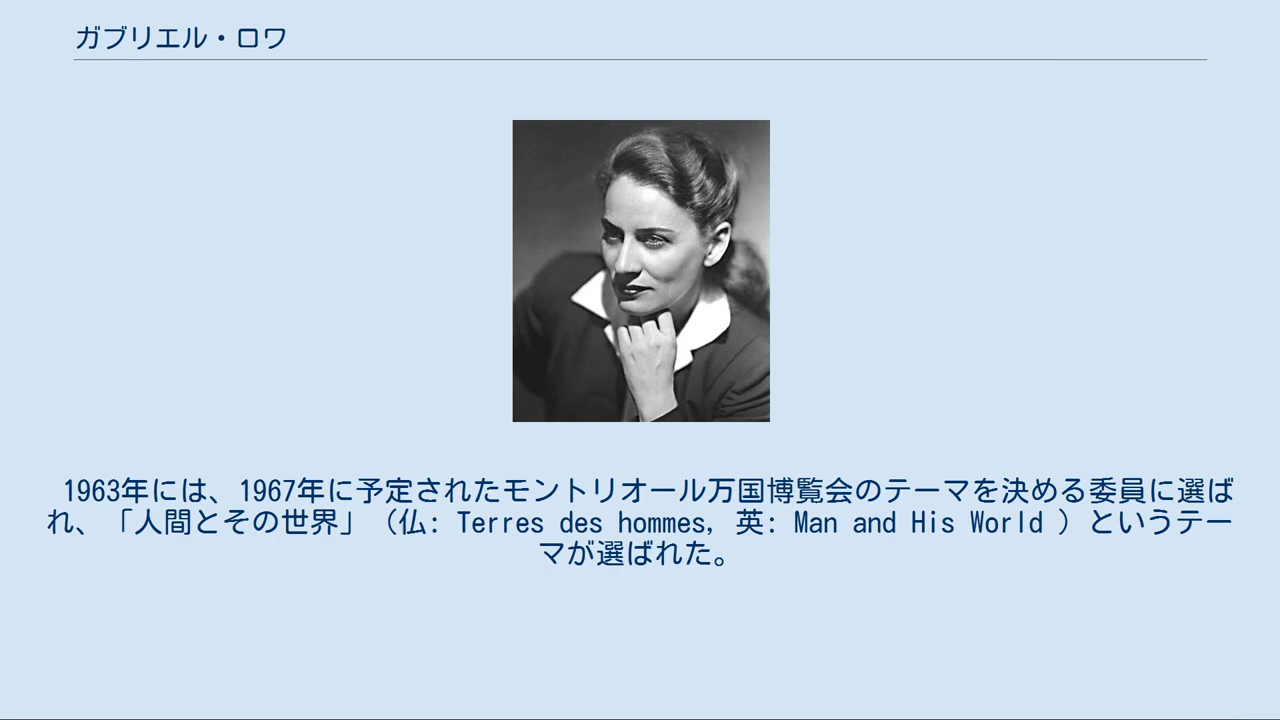 ガブリエル・ロワ
1963年には、1967年に予定されたモントリオール万国博覧会のテーマを決める委員に選ば
れ、「人間とその世界」（仏: Terres des hommes, 英: Man and His World ）というテー
マが選ばれた。